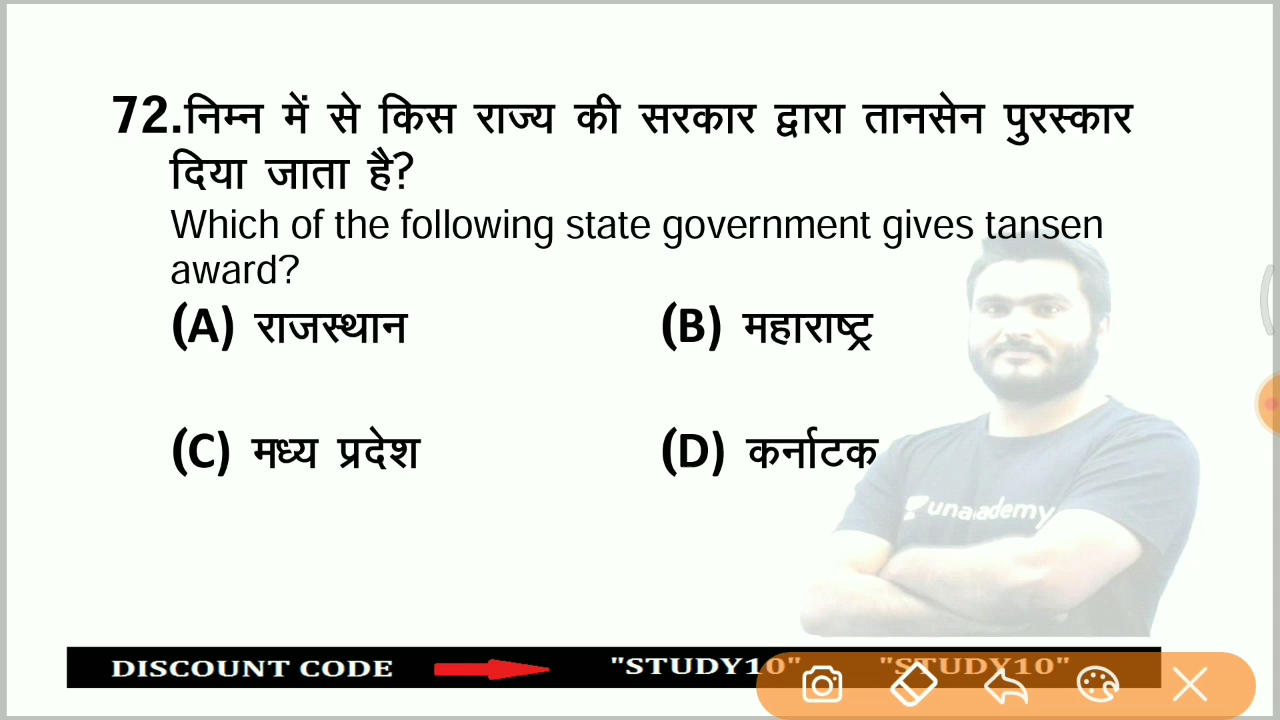 72.निम्न में से किस राज्य की सरकार द्वारा तानसेन पुरस्कार
दिया जाता है?
Which of the following state government gives tansen
award?
(A) राजस्थान (B) महाराष्ट्र
(C) मध्य प्रदेश (D) कर्नाटक
unacademy
DISCOUNT CODE "STUDY10" "STUDY10"